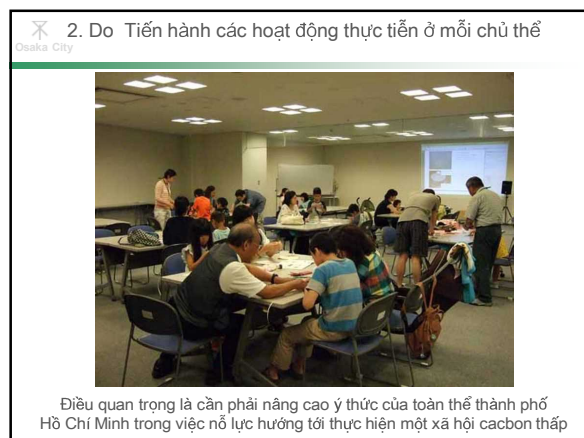 2. Do Tiến hành các hoạt động thực tiễn ở mỗi chủ thể
Osaka City
Điều quan trọng là cần phải nâng cao ý thức của toàn thể thành phố
Hồ Chí Minh trong việc nỗ lực hướng tới thực hiện một xã hội cacbon thấp